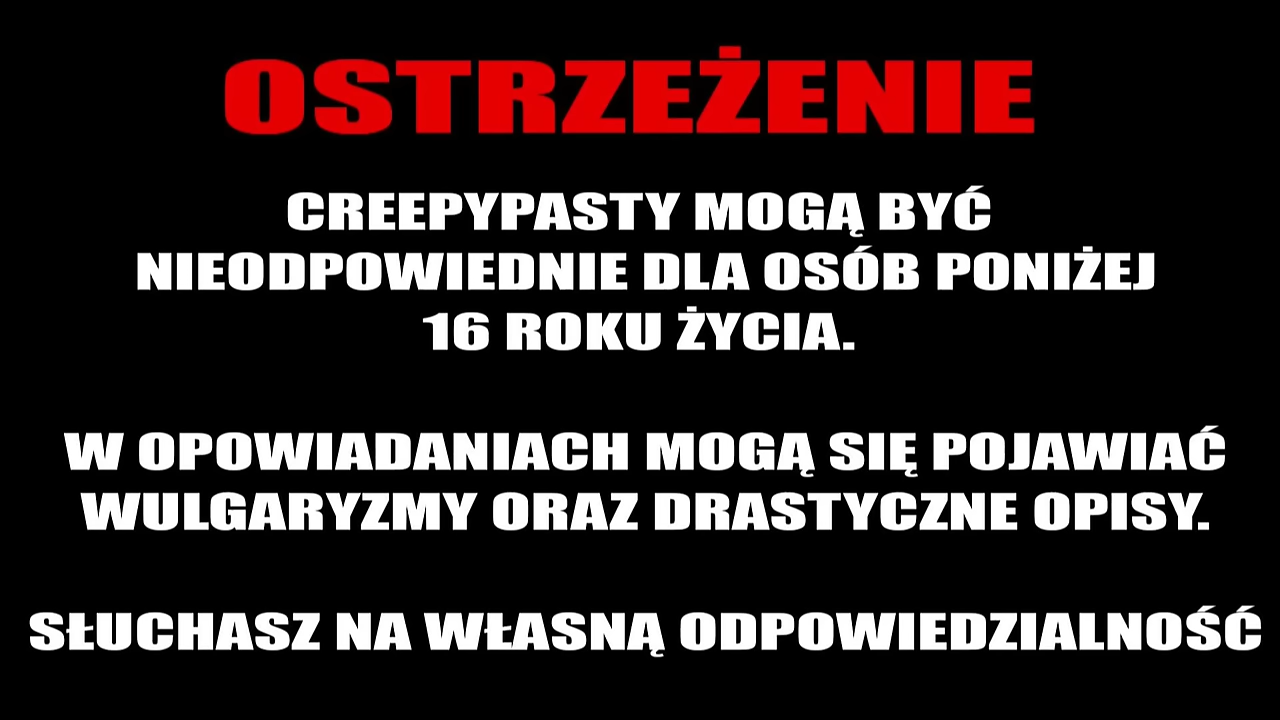 OSTRZEŻENIE
CREEPYPASTY MOGĄ BYĆ
NIEODPOWIEDNIE DLA OSÓB PONIŻEJ
16 ROKU ŻYCIA.
W OPOWIADANIACH MOGĄ SIĘ POJAWIAĆ
WULGARYZMY ORAZ DRASTYCZNE OPISY.
SŁUCHASZ NA WŁASNĄ ODPOWIEDZIALNOŚĆ